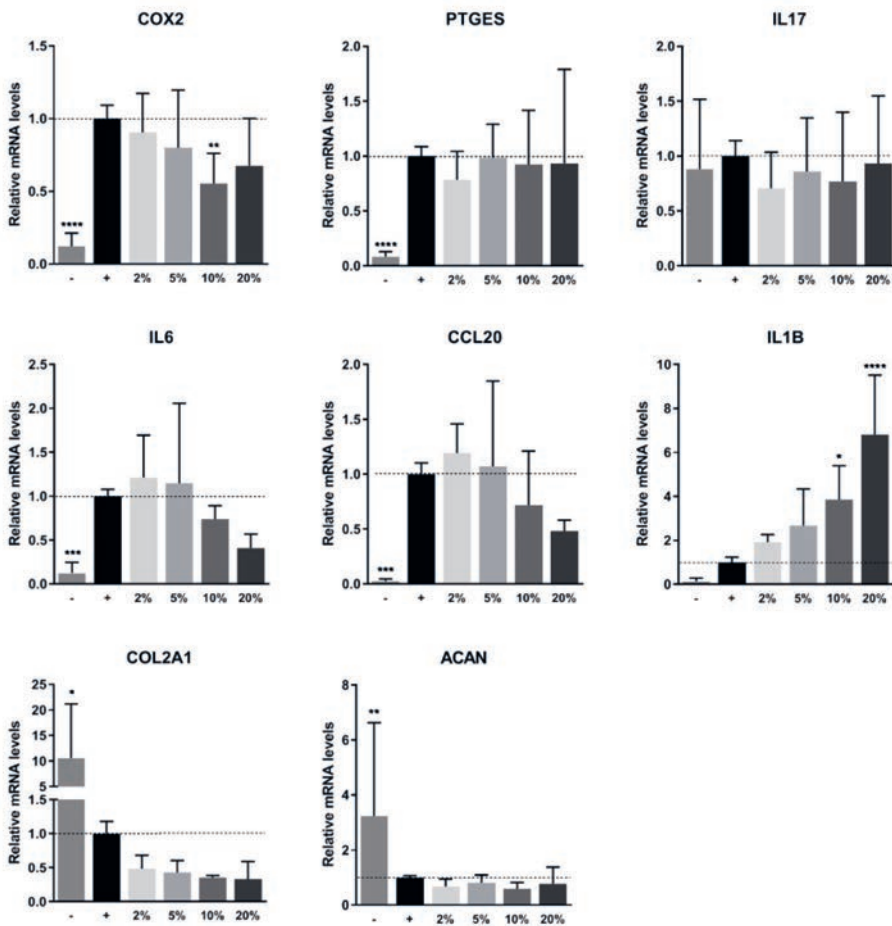 COX2
Relative mRNA levels
1.5
1.0
0.5
0.0
****
**
- + 2% 5% 10% 20%
PTGES
Relative mRNA levels
2.0
1.5
1.0
0.5
0.0
****
- + 2% 5% 10% 20%
IL17
Relative mRNA levels
2.0
1.5
1.0
0.5
0.0
- + 2% 5% 10% 20%
IL6
Relative mRNA levels
2.5
2.0
1.5
1.0
0.5
0.0
***
- + 2% 5% 10% 20%
CCL20
Relative mRNA levels
2.0
1.5
1.0
0.5
0.0
***
- + 2% 5% 10% 20%
IL1B
Relative mRNA levels
10
8
6
4
2
0
*
****
- + 2% 5% 10% 20%
COL2A1
Relative mRNA levels
25
20
15
10
5
1.5
1.0
0.5
0.0
*
- + 2% 5% 10% 20%
ACAN
Relative mRNA levels
8
6
4
2
0
**
- + 2% 5% 10% 20%